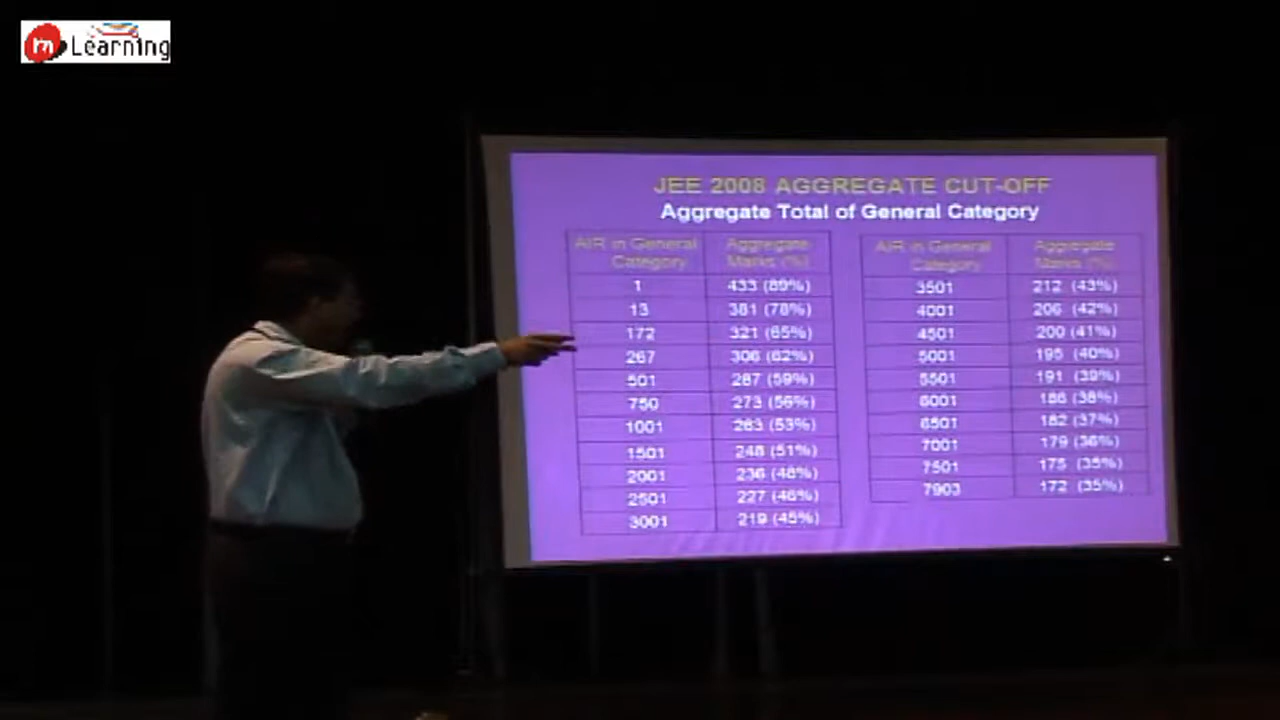 m Learning
JEE 2008 AGGREGATE CUT-OFF
Aggregate Total of General Category
AIR in General Category Aggregate Marks (%)
1 433 (89%)
13 381 (78%)
172 321 (65%)
267 306 (62%)
501 287 (59%)
750 273 (56%)
1001 263 (53%)
1501 248 (51%)
2001 236 (48%)
2501 227 (46%)
3001 219 (45%)
AIR in General Category Aggregate Marks (%)
3501 212 (43%)
4001 206 (42%)
4501 200 (41%)
5001 195 (40%)
5501 191 (39%)
6001 186 (38%)
6501 182 (37%)
7001 179 (36%)
7501 175 (35%)
7903 172 (35%)